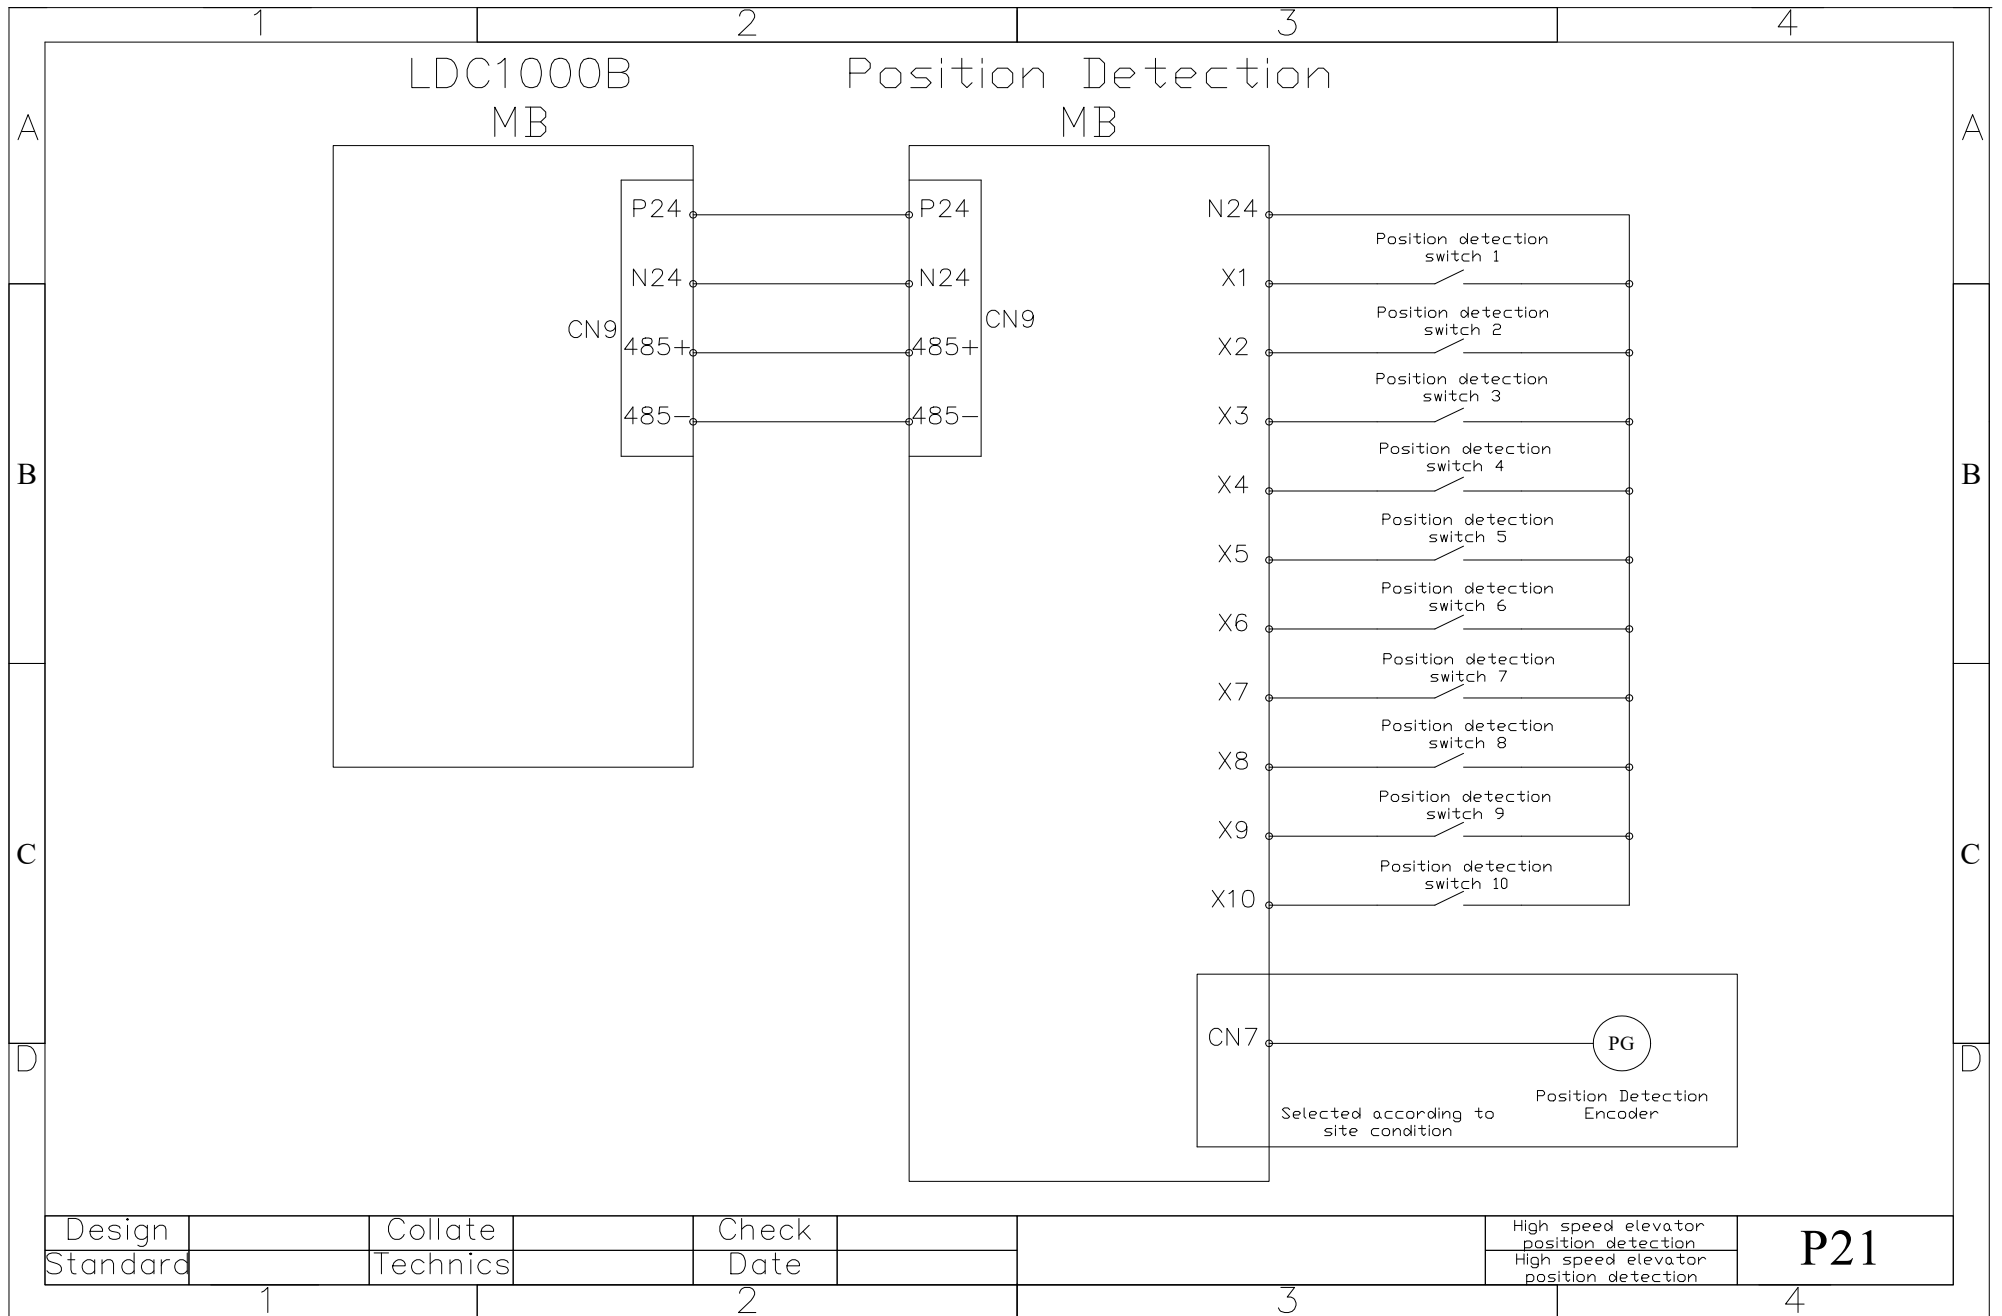 1 2 3 4
LDC1000B Position Detection
MB MB
A A
P24 P24 N24
Position detection
switch 1
N24 N24 X1
Position detection
switch 2
CN9 CN9
485+ 485+ X2
Position detection
switch 3
485- 485- X3
Position detection
switch 4
B B
X4
Position detection
switch 5
X5
Position detection
switch 6
X6
Position detection
switch 7
X7
Position detection
switch 8
X8
Position detection
switch 9
X9
C C
Position detection
switch 10
X10
CN7 PG
D D
Position Detection
Encoder
Selected according to
site condition
Design Collate Check
Standard Technics Date
High speed elevator
position detection
High speed elevator
position detection
P21
1 2 3 4